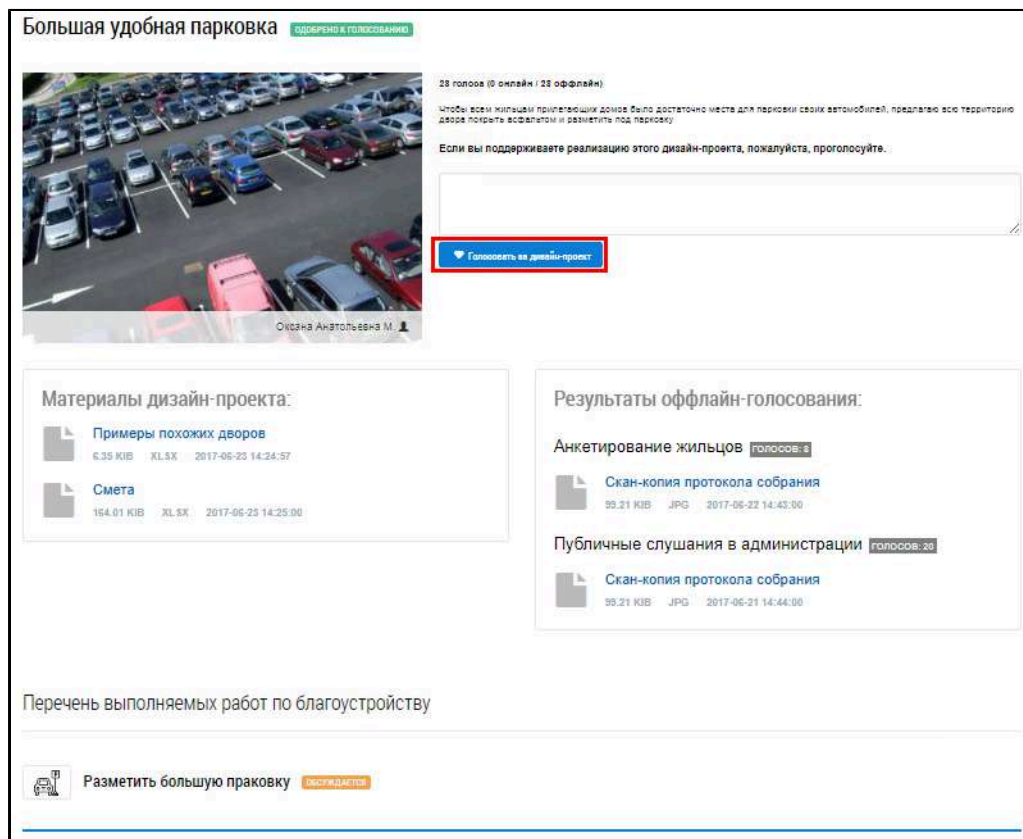 Большая удобная парковка ОДОБРЕНО К ГОЛОСОВАНИЮ
28 голоса (0 онлайн / 28 оффлайн)
Чтобы всем жильцам прилегающих домов было достаточно места для парковки своих автомобилей, предлагаю всю территорию
двора покрыть асфальтом и разметить под парковку
Если вы поддерживаете реализацию этого дизайн-проекта, пожалуйста, проголосуйте.
Голосовать за дизайн-проект
Оксана Анатольевна М.
Материалы дизайн-проекта:
Примеры похожих дворов
6.35 KIB XLSX 2017-06-23 14:24:57
Смета
164.01 KIB XLSX 2017-06-23 14:25:00
Результаты оффлайн-голосования:
Анкетирование жильцов ГОЛОСОВ: 8
Скан-копия протокола собрания
99.21 KIB JPG 2017-06-22 14:43:00
Публичные слушания в администрации ГОЛОСОВ: 20
Скан-копия протокола собрания
99.21 KIB JPG 2017-06-21 14:44:00
Перечень выполняемых работ по благоустройству
Разметить большую праковку ОБСУЖДАЕТСЯ